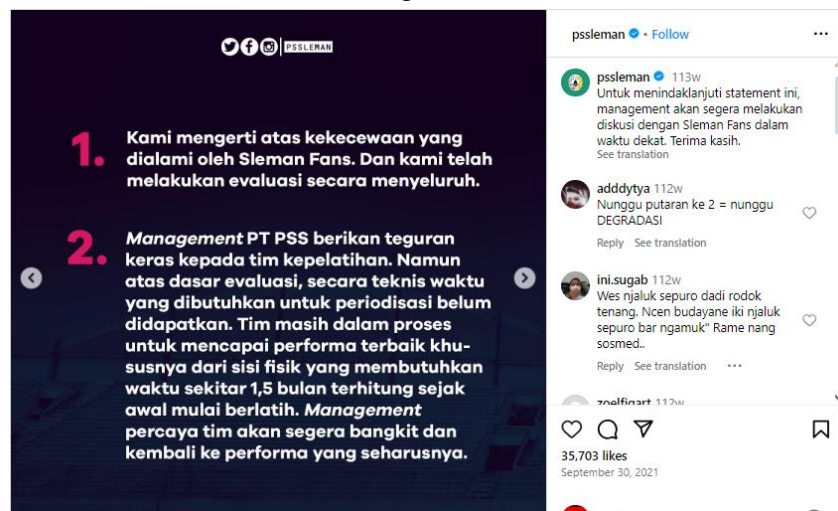 PSSLEMAN
1. Kami mengerti atas kekecewaan yang
dialami oleh Sleman Fans. Dan kami telah
melakukan evaluasi secara menyeluruh.
2. Management PT PSS berikan teguran
keras kepada tim kepelatihan. Namun
atas dasar evaluasi, secara teknis waktu
yang dibutuhkan untuk periodisasi belum
didapatkan. Tim masih dalam proses
untuk mencapai performa terbaik khu-
susnya dari sisi fisik yang membutuhkan
waktu sekitar 1,5 bulan terhitung sejak
awal mulai berlatih. Management
percaya tim akan segera bangkit dan
kembali ke performa yang seharusnya.
pssleman • Follow
pssleman 113w
Untuk menindaklanjuti statement ini,
management akan segera melakukan
diskusi dengan Sleman Fans dalam
waktu dekat. Terima kasih.
See translation
adddytya 112w
Nunggu putaran ke 2 = nunggu
DEGRADASI
Reply See translation
ini.sugab 112w
Wes njaluk sepuro dadi rodok
tenang. Ncen budayane iki njaluk
sepuro bar ngamuk" Rame nang
sosmed..
Reply See translation
zoelfiqart 112w
35,703 likes
September 30, 2021